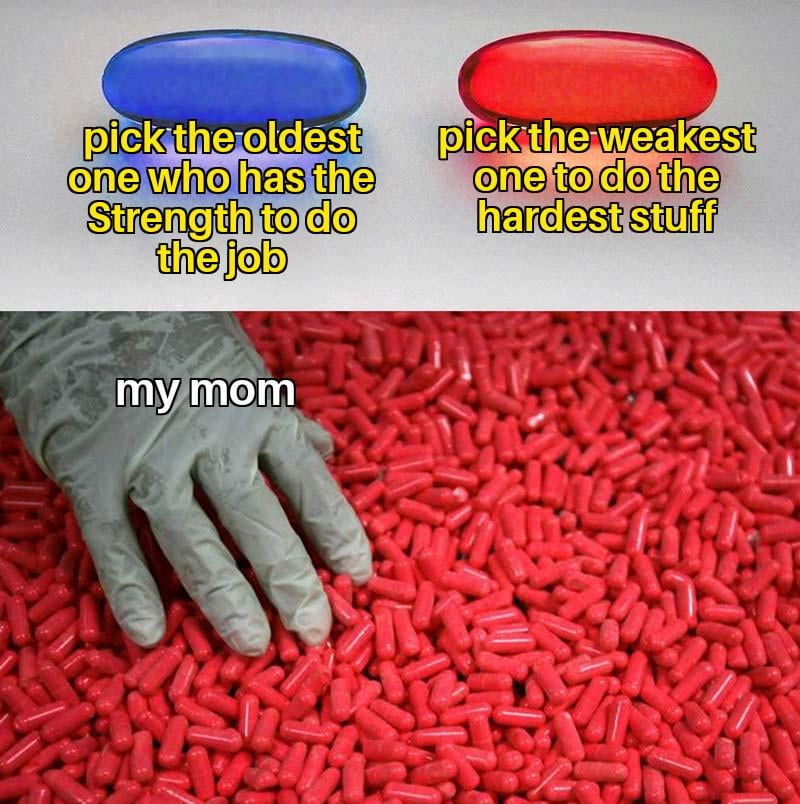 pick the oldest
one who has the
Strength to do
the job
pick the weakest
one to do the
hardest stuff
my mom